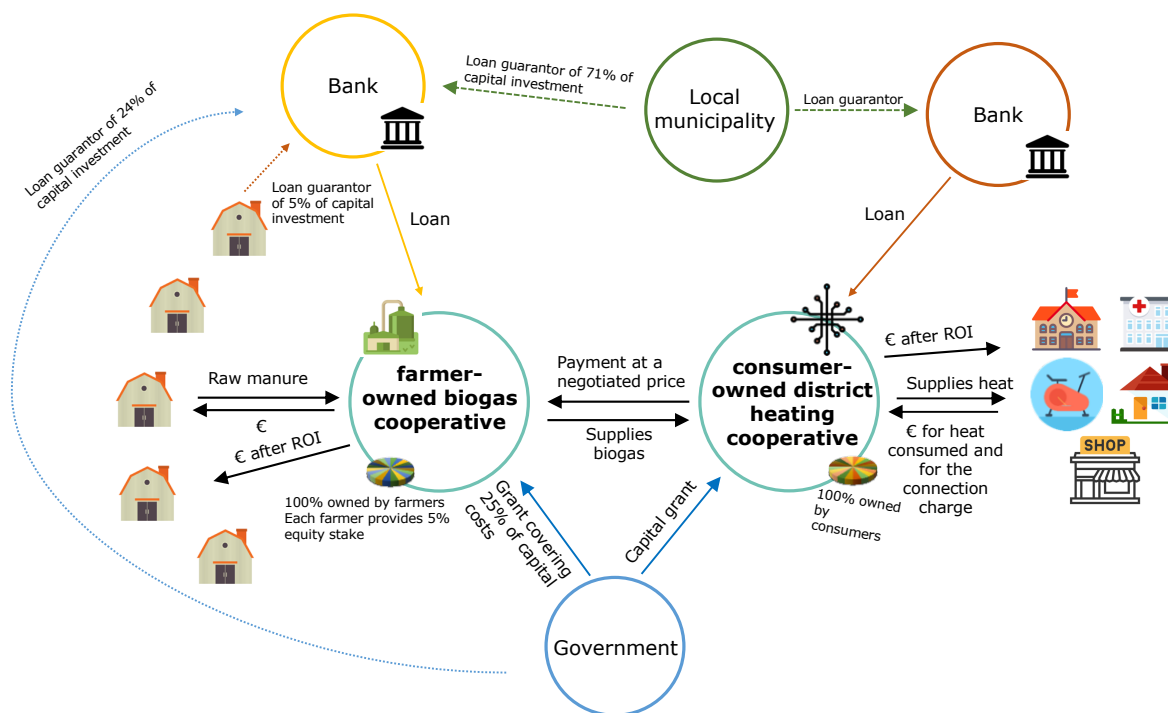 Loan guarantor of 24% of
capital investment
Bank
Loan guarantor of 71% of
capital investment
Local
municipality
Loan guarantor
Bank
Loan guarantor
of 5% of capital
investment
Loan
Loan
Raw manure
€
€ after ROI
farmer-
owned biogas
cooperative
100% owned by farmers
Each farmer provides 5%
equity stake
Payment at a
negotiated price
Supplies
biogas
consumer-
owned district
heating
cooperative
100% owned
by
consumers
€ after ROI
Supplies heat
€ for heat
consumed and
for the
connection
charge
SHOP
Grant covering
25% of capital
costs
Capital grant
Government